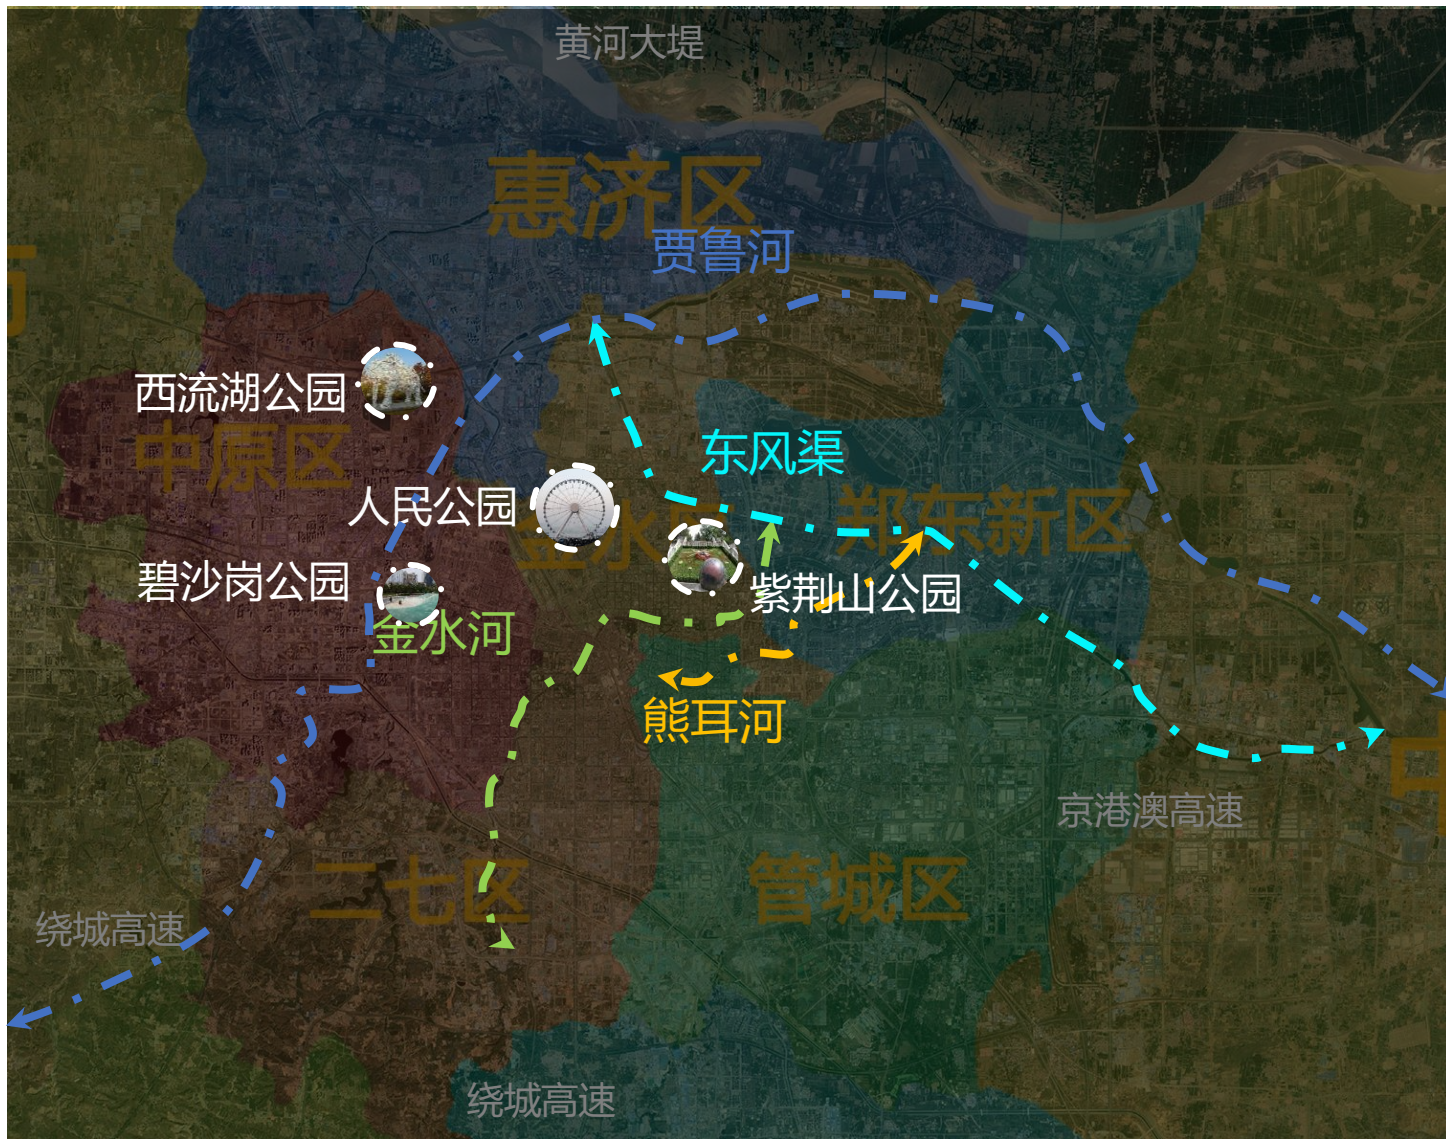 黄河大堤
惠济区
贾鲁河
西流湖公园
中原区
东风渠
人民公园
金水区
郑东新区
碧沙岗公园
紫荆山公园
金水河
熊耳河
京港澳高速
二七区
管城区
绕城高速
绕城高速